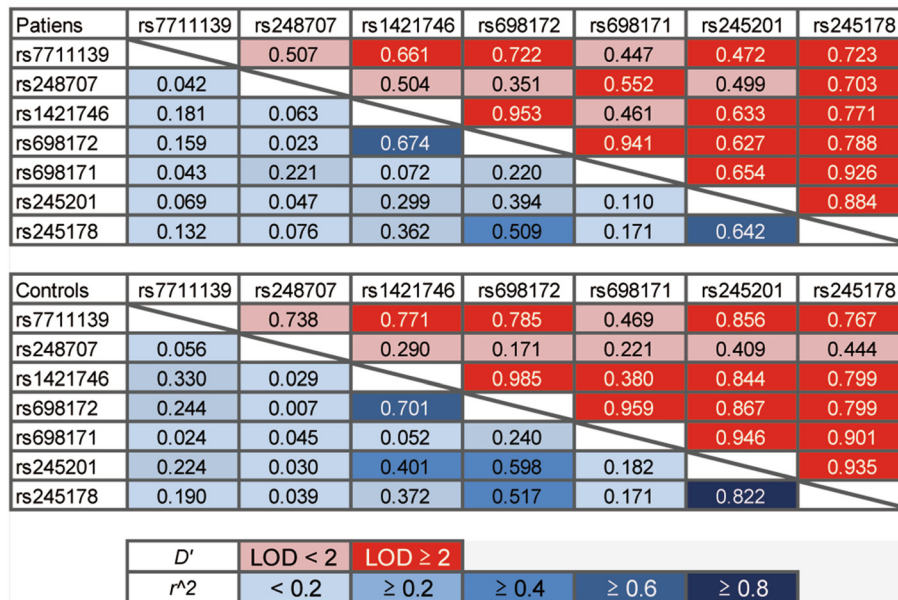 Patiens rs7711139 rs248707 rs1421746 rs698172 rs698171 rs245201 rs245178
rs7711139 0.507 0.661 0.722 0.447 0.472 0.723
rs248707 0.042 0.504 0.351 0.552 0.499 0.703
rs1421746 0.181 0.063 0.953 0.461 0.633 0.771
rs698172 0.159 0.023 0.674 0.941 0.627 0.788
rs698171 0.043 0.221 0.072 0.220 0.654 0.926
rs245201 0.069 0.047 0.299 0.394 0.110 0.884
rs245178 0.132 0.076 0.362 0.509 0.171 0.642
Controls rs7711139 rs248707 rs1421746 rs698172 rs698171 rs245201 rs245178
rs7711139 0.738 0.771 0.785 0.469 0.856 0.767
rs248707 0.056 0.290 0.171 0.221 0.409 0.444
rs1421746 0.330 0.029 0.985 0.380 0.844 0.799
rs698172 0.244 0.007 0.701 0.959 0.867 0.799
rs698171 0.024 0.045 0.052 0.240 0.946 0.901
rs245201 0.224 0.030 0.401 0.598 0.182 0.935
rs245178 0.190 0.039 0.372 0.517 0.171 0.822
D' LOD < 2 LOD ≥ 2
r^2 < 0.2 ≥ 0.2 ≥ 0.4 ≥ 0.6 ≥ 0.8